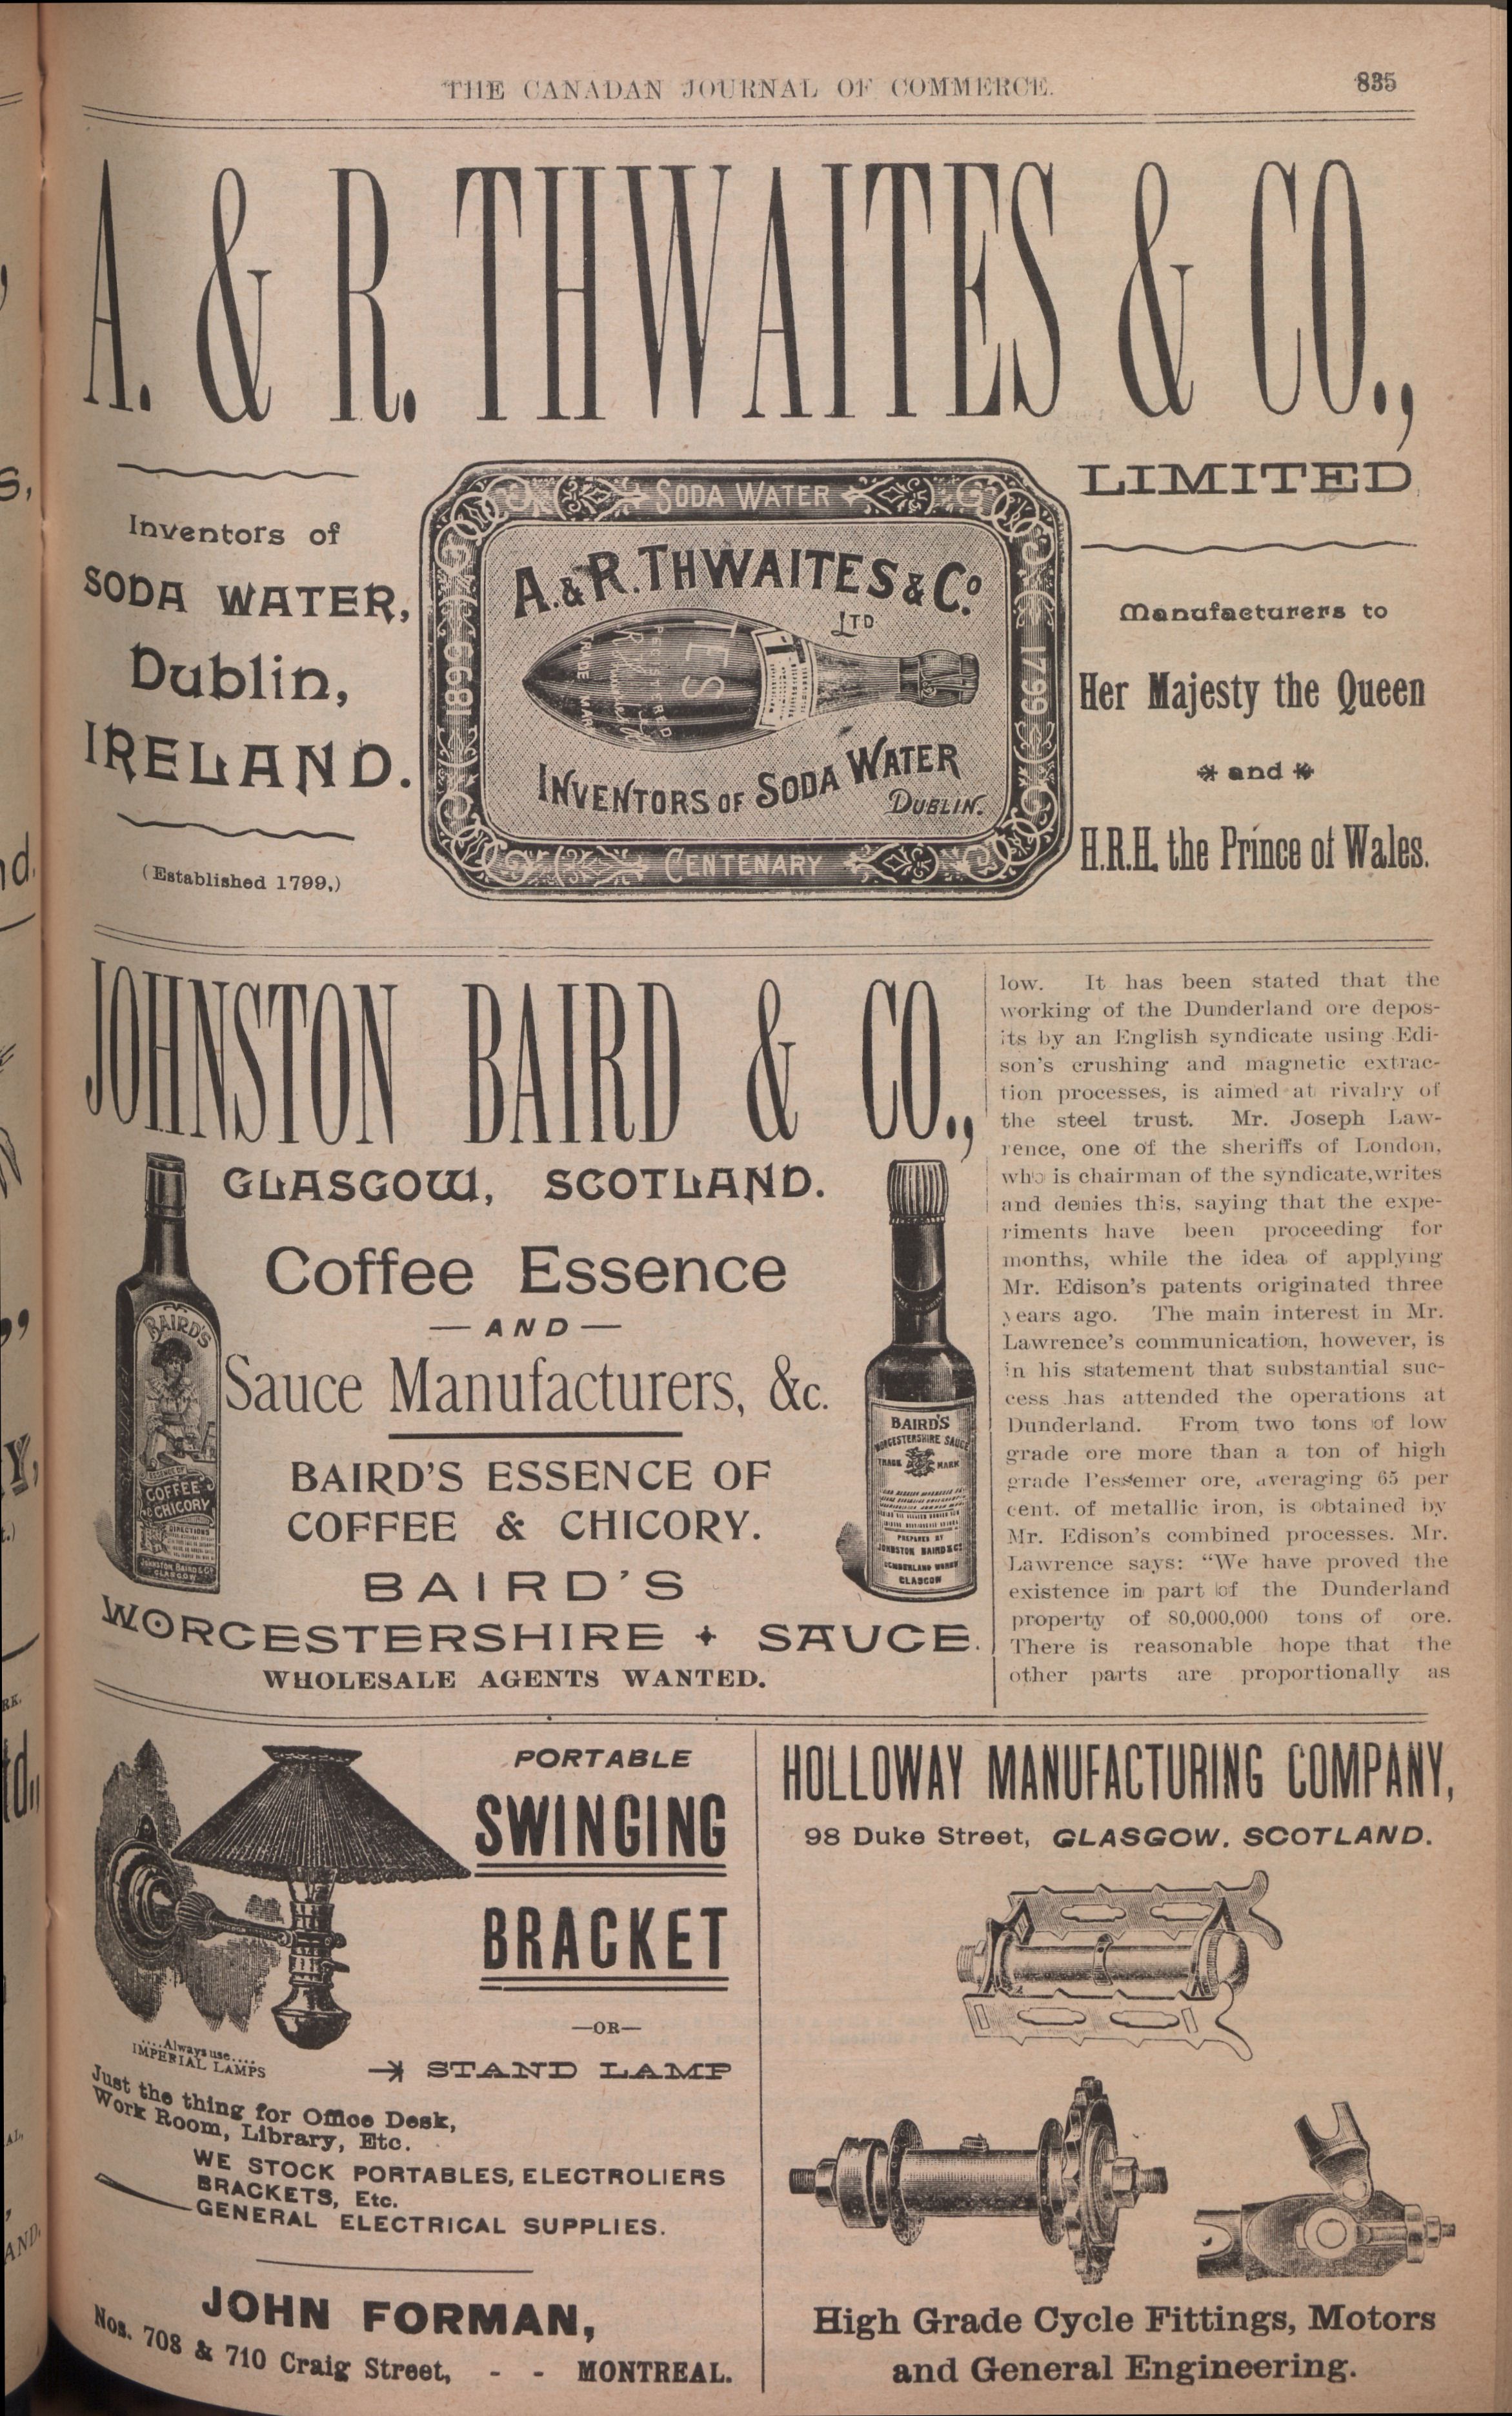 THE CANADAN JOURNAL OF COMMERCE.
835
A. & R. THWAITES & CO.,
LIMITED
Inventors of
SODA WATER,
Dublin,
IRELAND.
(Established 1799,)
SODA WATER
A. & R. THWAITES & Co.
LTD
1899
1799
TES
REGISTERED
TRADE MAR
INVENTORS OF SODA WATER
DUBLIN.
CENTENARY
Manufacturers to
Her Majesty the Queen
and
H.R.H. the Prince of Wales.
JOHNSTON BAIRD & CO.,
GLASGOW, SCOTLAND.
Coffee Essence
— AND —
Sauce Manufacturers, &c.
BAIRD'S ESSENCE OF
COFFEE & CHICORY.
BAIRD'S
WORCESTERSHIRE + SAUCE.
WHOLESALE AGENTS WANTED.
BAIRD'S
ESSENCE OF
COFFEE
& CHICORY
DIRECTIONS
JOHNSTON BAIRD & Co
GLASGOW
BAIRD'S
WORCESTERSHIRE SAUCE
TRADE MARK
PREPARED BY
JOHNSTON BAIRD & Co
GLASGOW
low. It has been stated that the
working of the Dunderland ore depos-
its by an English syndicate using Edi-
son's crushing and magnetic extrac-
tion processes, is aimed at rivalry of
the steel trust. Mr. Joseph Law-
rence, one of the sheriffs of London,
who is chairman of the syndicate,writes
and denies this, saying that the expe-
riments have been proceeding for
months, while the idea of applying
Mr. Edison's patents originated three
years ago. The main interest in Mr.
Lawrence's communication, however, is
in his statement that substantial suc-
cess has attended the operations at
Dunderland. From two tons of low
grade ore more than a ton of high
grade Bessemer ore, averaging 65 per
cent. of metallic iron, is obtained by
Mr. Edison's combined processes. Mr.
Lawrence says: "We have proved the
existence in part of the Dunderland
property of 80,000,000 tons of ore.
There is reasonable hope that the
other parts are proportionally as
PORTABLE
SWINGING
BRACKET
—OR—
STAND LAMP
....Always use....
IMPERIAL LAMPS
Just the thing for Office Desk,
Work Room, Library, Etc.
WE STOCK PORTABLES, ELECTROLIERS
BRACKETS, Etc.
GENERAL ELECTRICAL SUPPLIES.
JOHN FORMAN,
Nos. 708 & 710 Craig Street, - - MONTREAL.
HOLLOWAY MANUFACTURING COMPANY,
98 Duke Street, GLASGOW, SCOTLAND.
High Grade Cycle Fittings, Motors
and General Engineering.